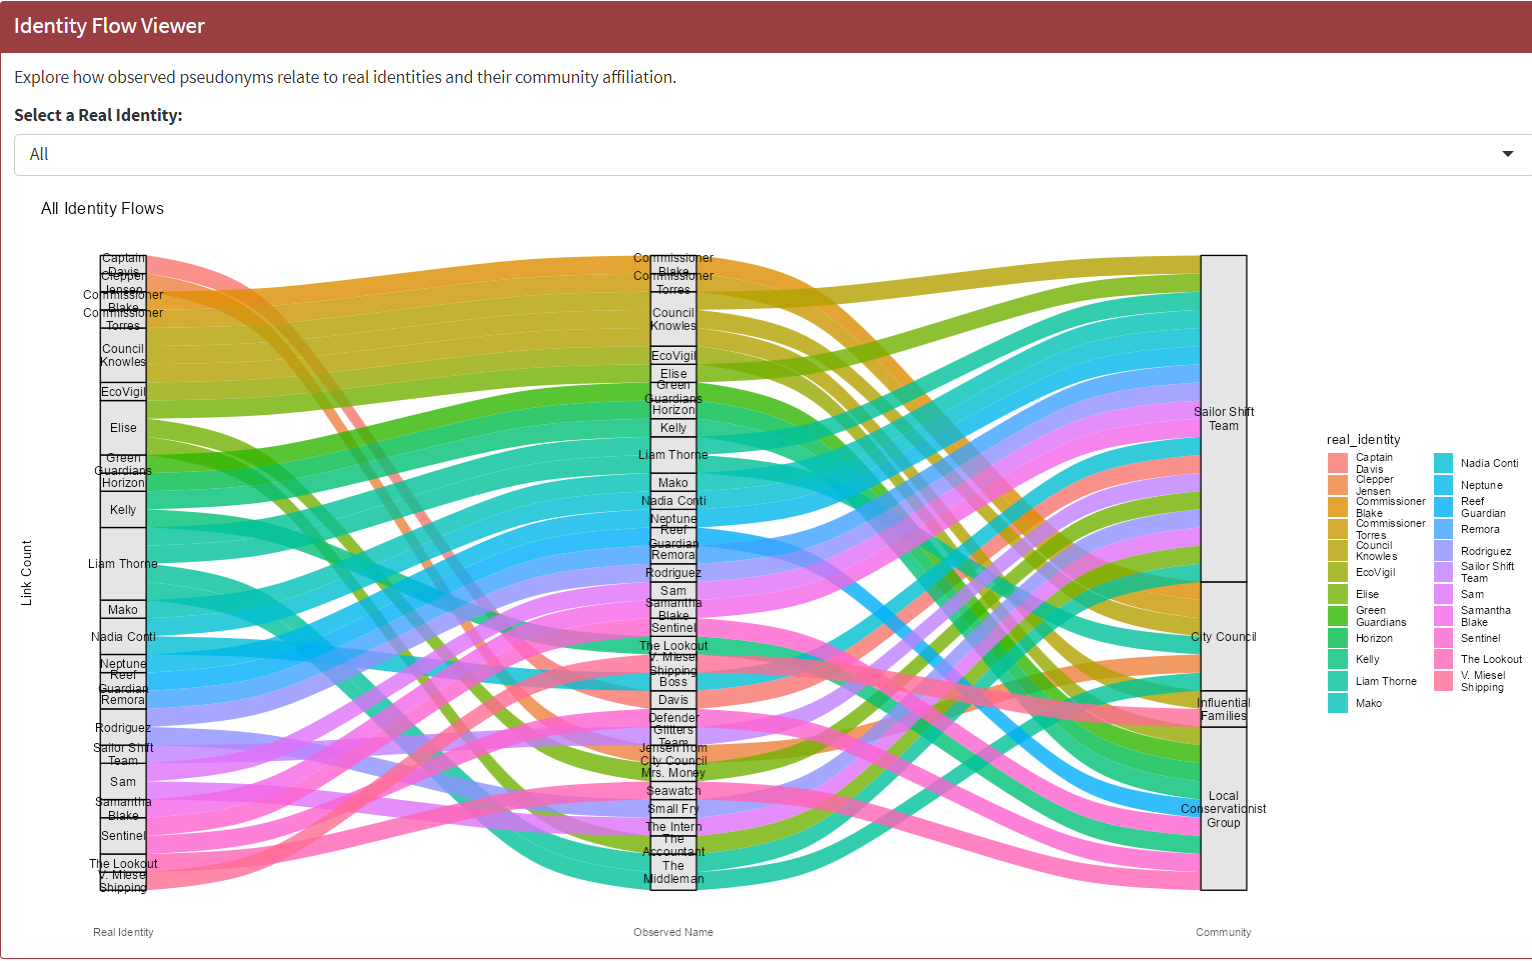 Identity Flow Viewer
Explore how observed pseudonyms relate to real identities and their community affiliation.
Select a Real Identity:
All
All Identity Flows
Link Count
Captain
Davis
Clepper
Jensen
Commissioner
Blake
Commissioner
Torres
Council
Knowles
EcoVigil
Elise
Green
Guardians
Horizon
Kelly
Liam Thorne
Mako
Nadia Conti
Neptune
Reef
Guardian
Remora
Rodriguez
Sailor Shift
Team
Sam
Samantha
Blake
Sentinel
The Lookout
V. Miesel
Shipping
Real Identity
Commissioner
Blake
Commissioner
Torres
Council
Knowles
EcoVigil
Elise
Green
Guardians
Horizon
Kelly
Liam Thorne
Mako
Nadia Conti
Neptune
Reef
Guardian
Remora
Rodriguez
Sam
Samantha
Blake
Sentinel
The Lookout
V. Miesel
Shipping
Boss
Davis
Defender
Glitters
Team
Jensen from
City Council
Mrs. Money
Seawatch
Small Fry
The Intern
The
Accountant
The
Middleman
Observed Name
Sailor Shift
Team
City Council
Influential
Families
Local
Conservationist
Group
Community
real_identity
Captain
Davis
Clepper
Jensen
Commissioner
Blake
Commissioner
Torres
Council
Knowles
EcoVigil
Elise
Green
Guardians
Horizon
Kelly
Liam Thorne
Mako
Nadia Conti
Neptune
Reef
Guardian
Remora
Rodriguez
Sailor Shift
Team
Sam
Samantha
Blake
Sentinel
The Lookout
V. Miesel
Shipping